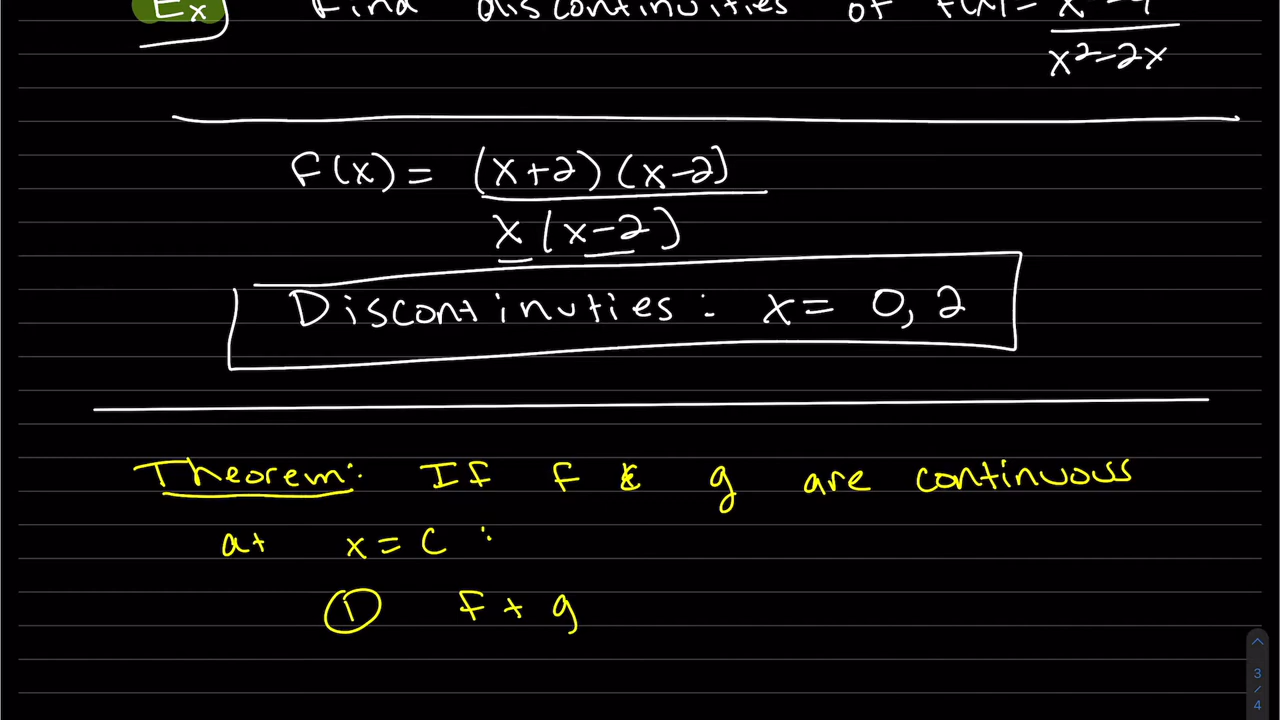 Ex Find discontinuities of f(x) = x²-4
x²-2x
f(x) = (x+2)(x-2)
x(x-2)
Discontinuties: x = 0, 2
Theorem: If f & g are continuous
at x = c :
① f + g
3
/
4